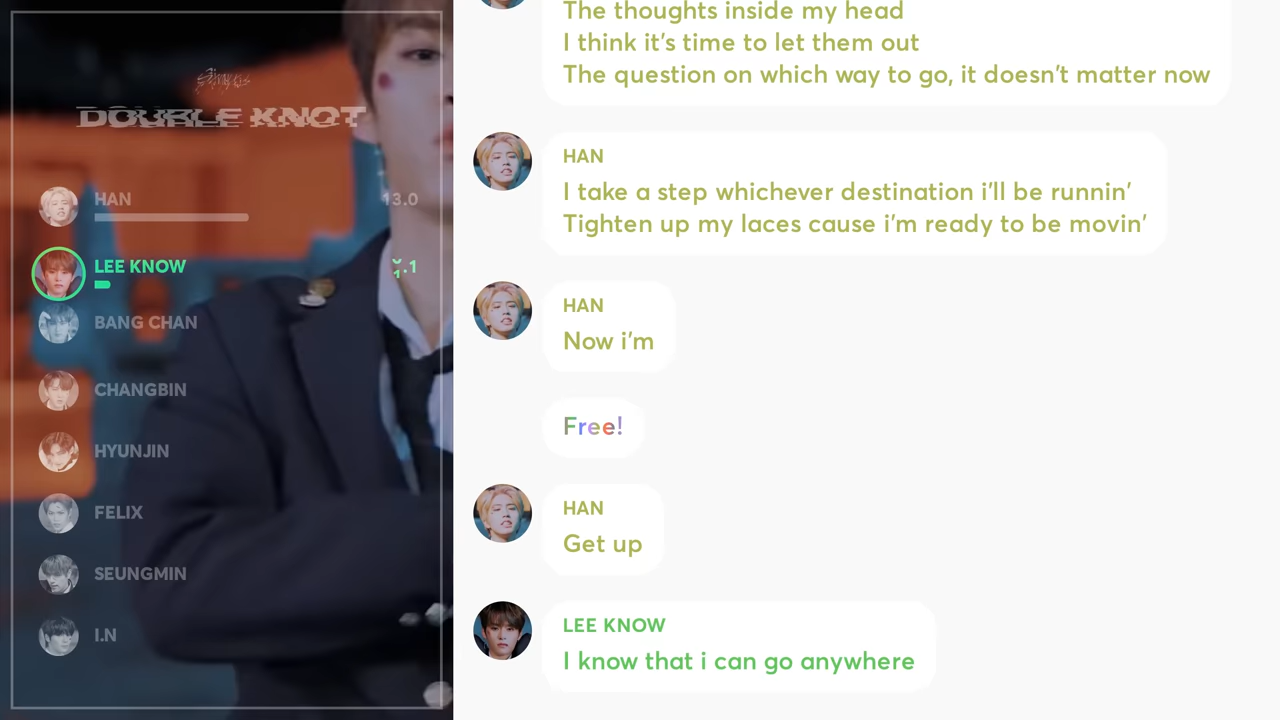 Stray Kids
DOUBLE KNOT
HAN
13.0
LEE KNOW
BANG CHAN
CHANGBIN
HYUNJIN
FELIX
SEUNGMIN
I.N
The thoughts inside my head
I think it's time to let them out
The question on which way to go, it doesn't matter now
HAN
I take a step whichever destination i'll be runnin'
Tighten up my laces cause i'm ready to be movin'
HAN
Now i'm
Free!
HAN
Get up
LEE KNOW
I know that i can go anywhere